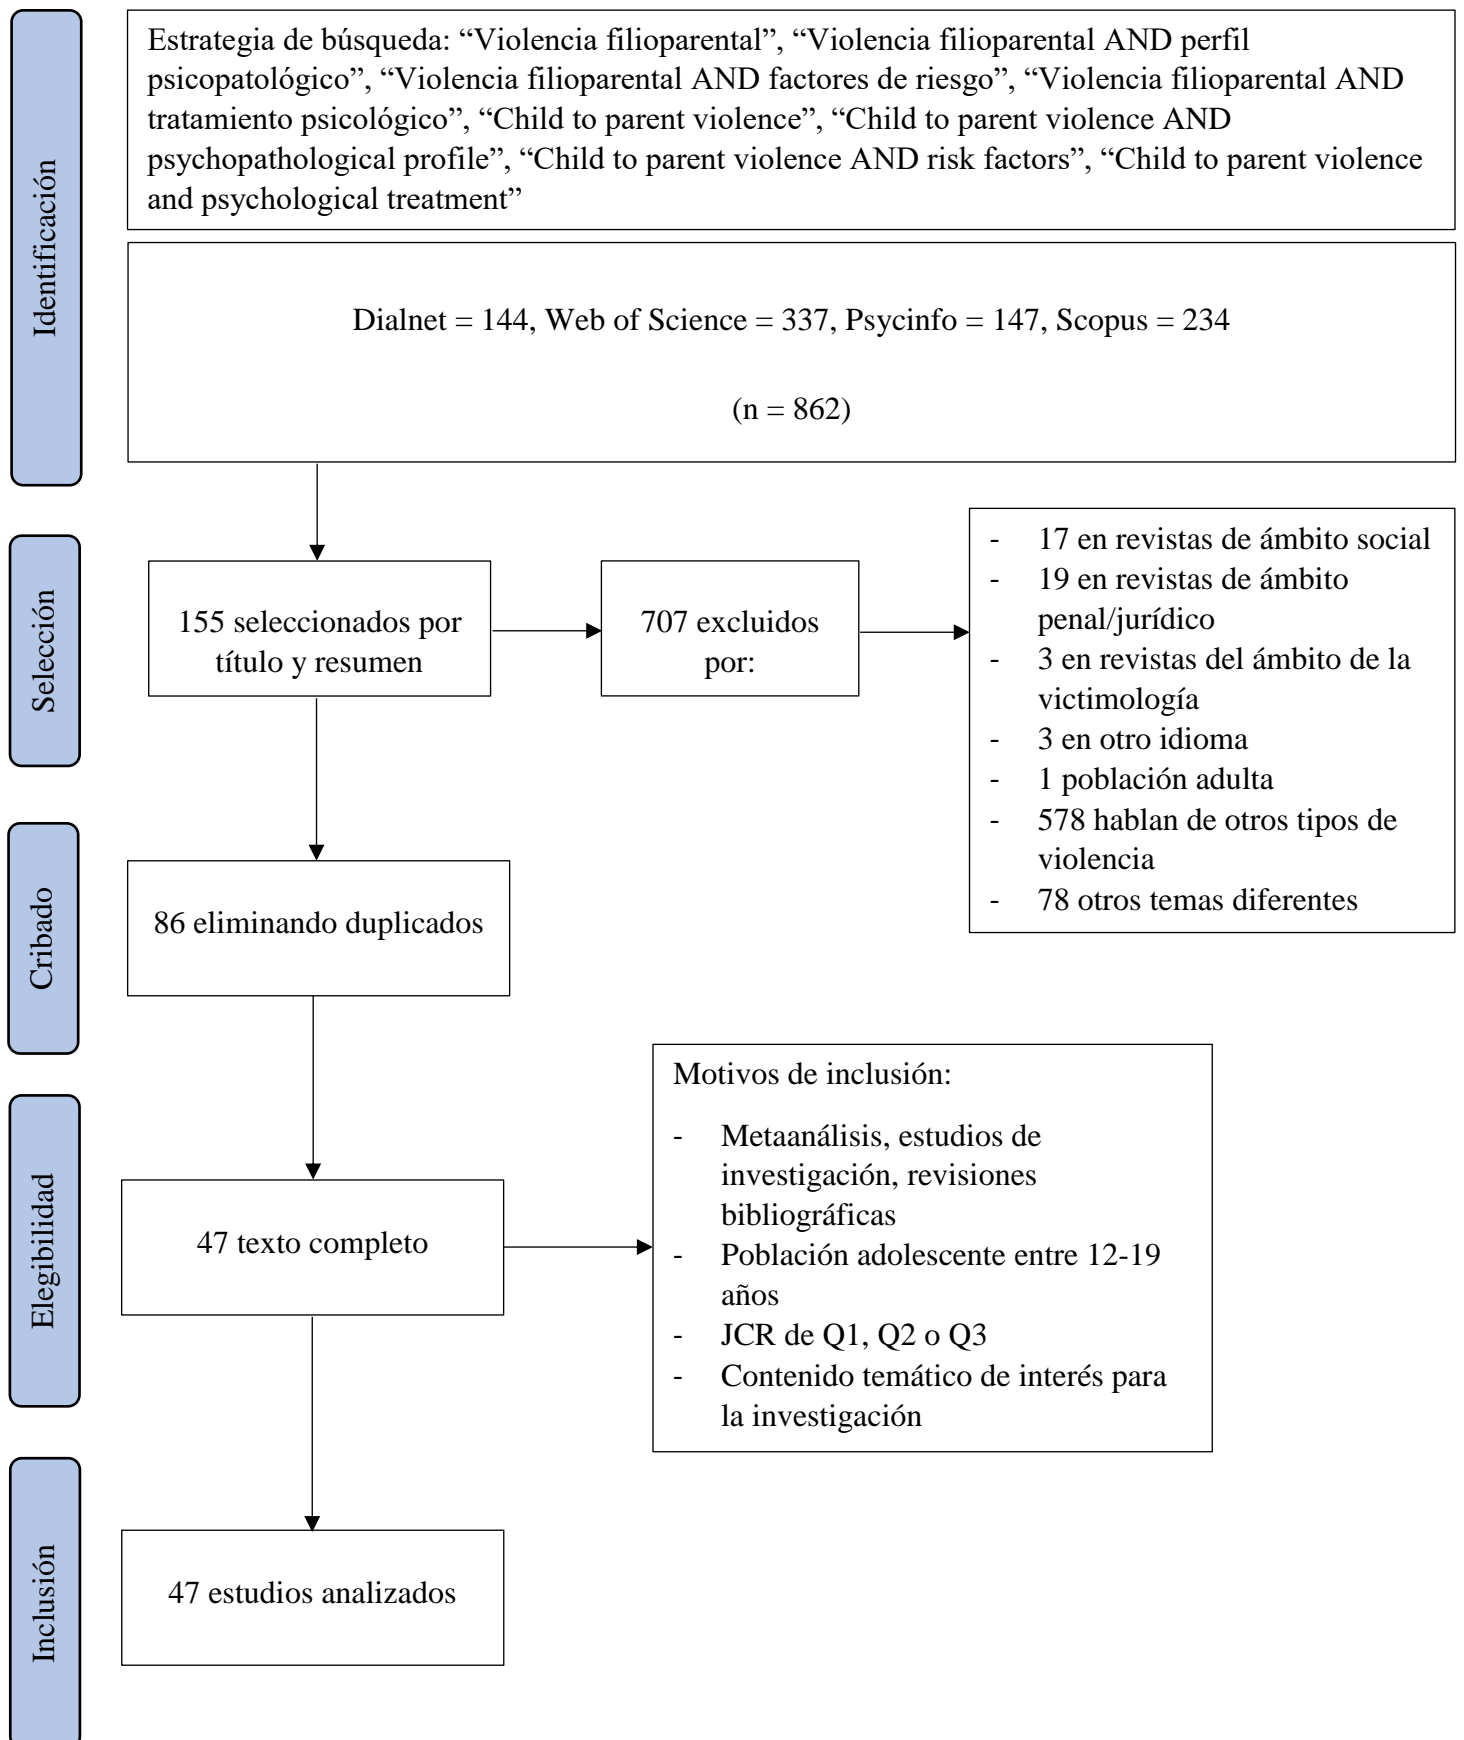 Identificación
Estrategia de búsqueda: “Violencia filioparental”, “Violencia filioparental AND perfil
psicopatológico”, “Violencia filioparental AND factores de riesgo”, “Violencia filioparental AND
tratamiento psicológico”, “Child to parent violence”, “Child to parent violence AND
psychopathological profile”, “Child to parent violence AND risk factors”, “Child to parent violence
and psychological treatment”
Dialnet = 144, Web of Science = 337, Psycinfo = 147, Scopus = 234
(n = 862)
Selección
155 seleccionados por
título y resumen
707 excluidos
por:
- 17 en revistas de ámbito social
- 19 en revistas de ámbito
penal/jurídico
- 3 en revistas del ámbito de la
victimología
- 3 en otro idioma
- 1 población adulta
- 578 hablan de otros tipos de
violencia
- 78 otros temas diferentes
Cribado
86 eliminando duplicados
Elegibilidad
47 texto completo
Motivos de inclusión:
- Metaanálisis, estudios de
investigación, revisiones
bibliográficas
- Población adolescente entre 12-19
años
- JCR de Q1, Q2 o Q3
- Contenido temático de interés para
la investigación
Inclusión
47 estudios analizados